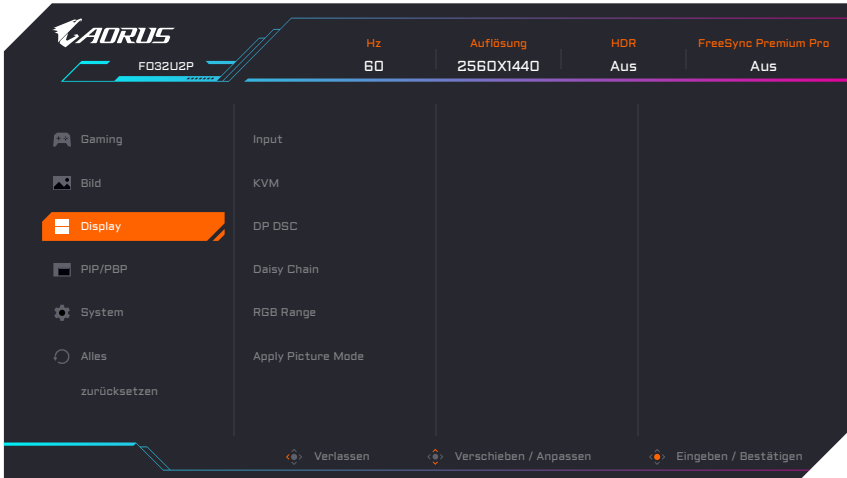 AORUS
FO32U2P
Hz
60
Auflösung
2560X1440
HDR
Aus
FreeSync Premium Pro
Aus
Gaming
Bild
Display
PIP/PBP
System
Alles
zurücksetzen
Input
KVM
DP DSC
Daisy Chain
RGB Range
Apply Picture Mode
Verlassen
Verschieben / Anpassen
Eingeben / Bestätigen